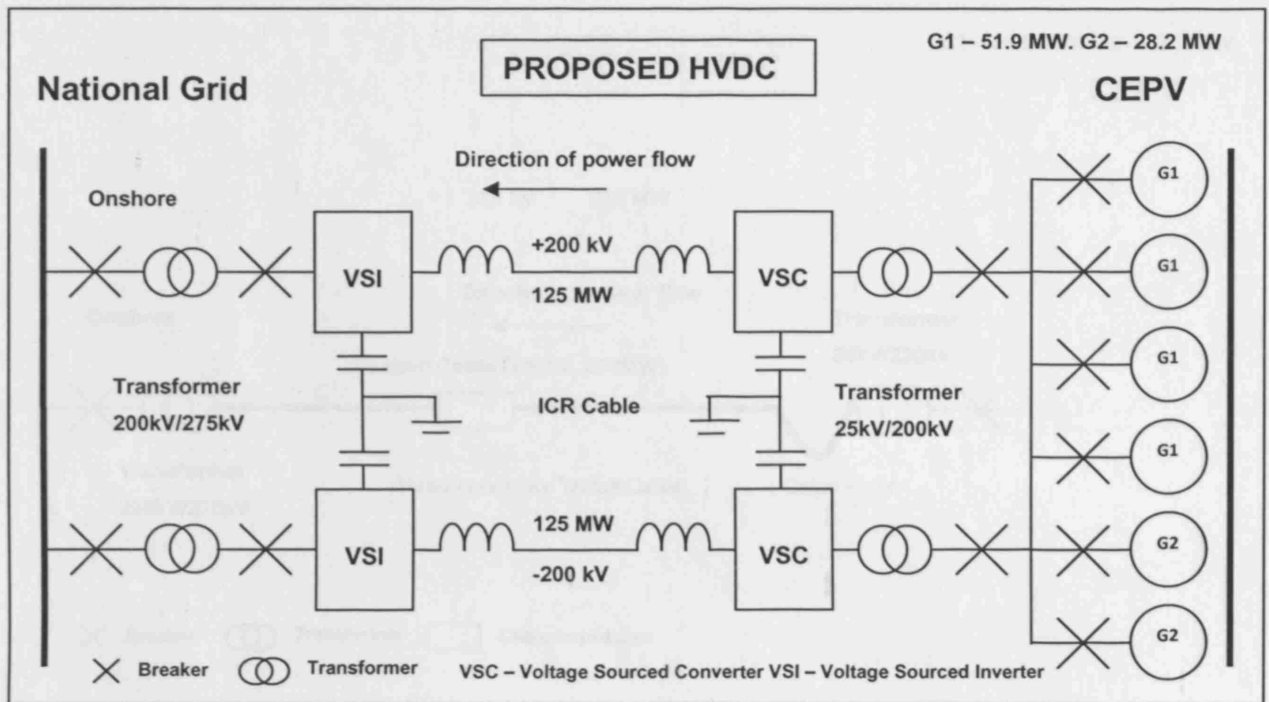 G1 – 51.9 MW. G2 – 28.2 MW
PROPOSED HVDC
National Grid
CEPV
Direction of power flow
Onshore
G1
G1
G1
G1
G2
G2
VSI
+200 kV
125 MW
VSC
Transformer
200kV/275kV
ICR Cable
Transformer
25kV/200kV
VSI
125 MW
-200 kV
VSC
Breaker
Transformer
VSC – Voltage Sourced Converter VSI – Voltage Sourced Inverter